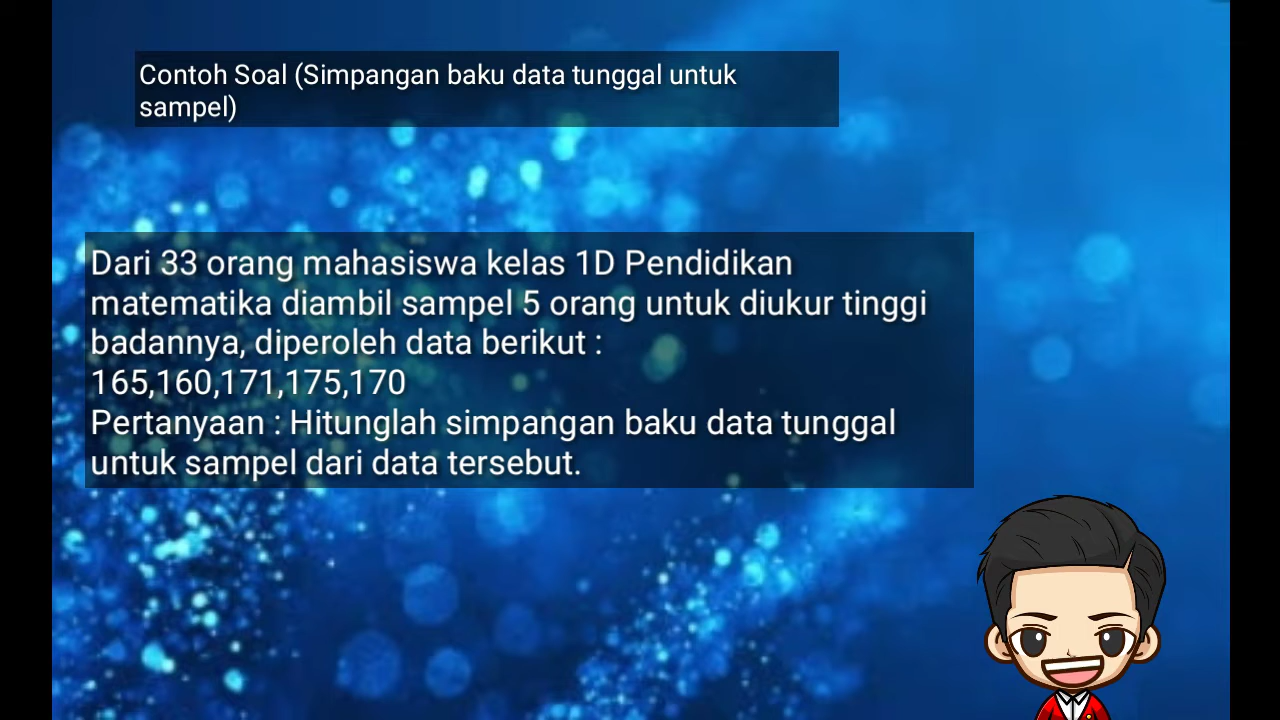 Contoh Soal (Simpangan baku data tunggal untuk
sampel)
Dari 33 orang mahasiswa kelas 1D Pendidikan
matematika diambil sampel 5 orang untuk diukur tinggi
badannya, diperoleh data berikut :
165,160,171,175,170
Pertanyaan : Hitunglah simpangan baku data tunggal
untuk sampel dari data tersebut.